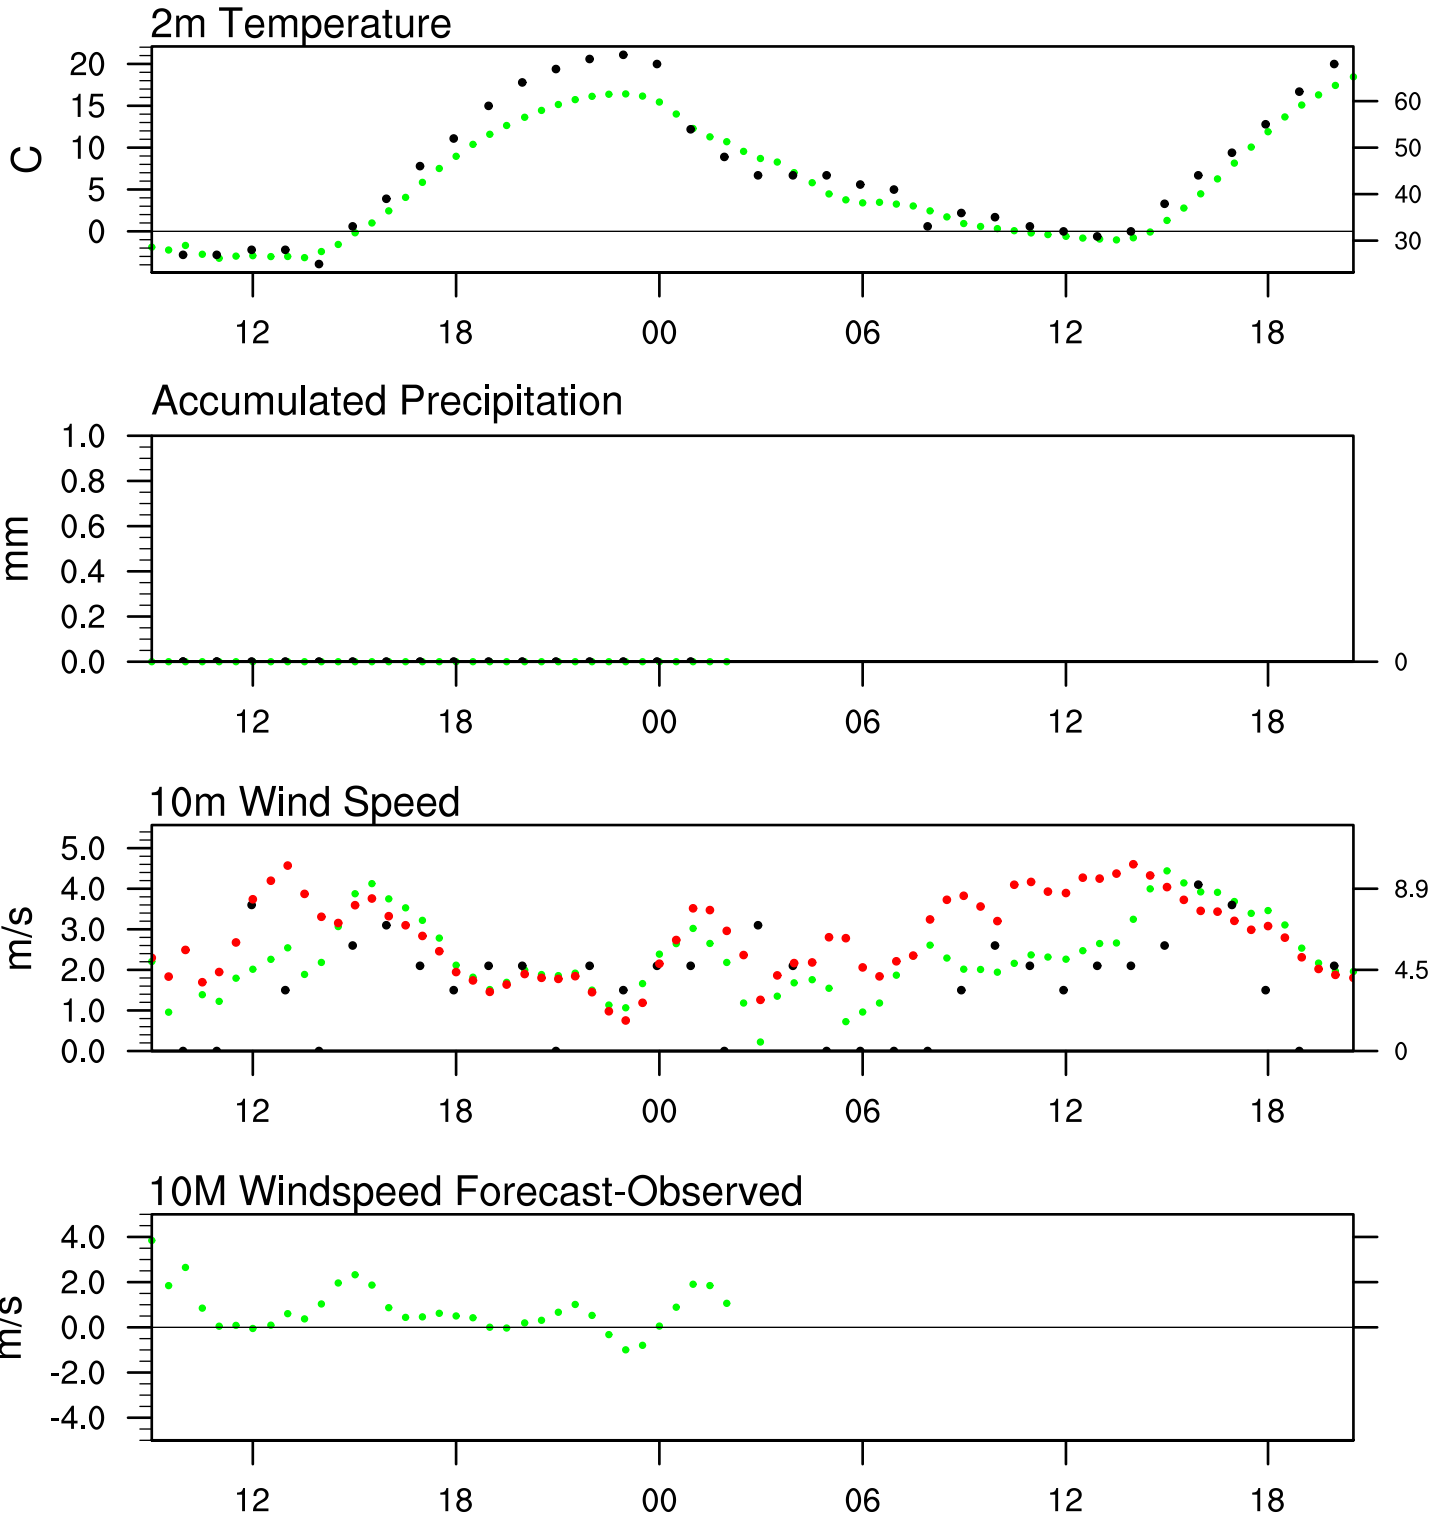 2m Temperature
20
15
10
5
0
C
60
50
40
30
12 18 00 06 12 18
Accumulated Precipitation
1.0
0.8
0.6
0.4
0.2
0.0
mm
0
12 18 00 06 12 18
10m Wind Speed
5.0
4.0
3.0
2.0
1.0
0.0
m/s
8.9
4.5
0
12 18 00 06 12 18
10M Windspeed Forecast-Observed
4.0
2.0
0.0
-2.0
-4.0
m/s
12 18 00 06 12 18